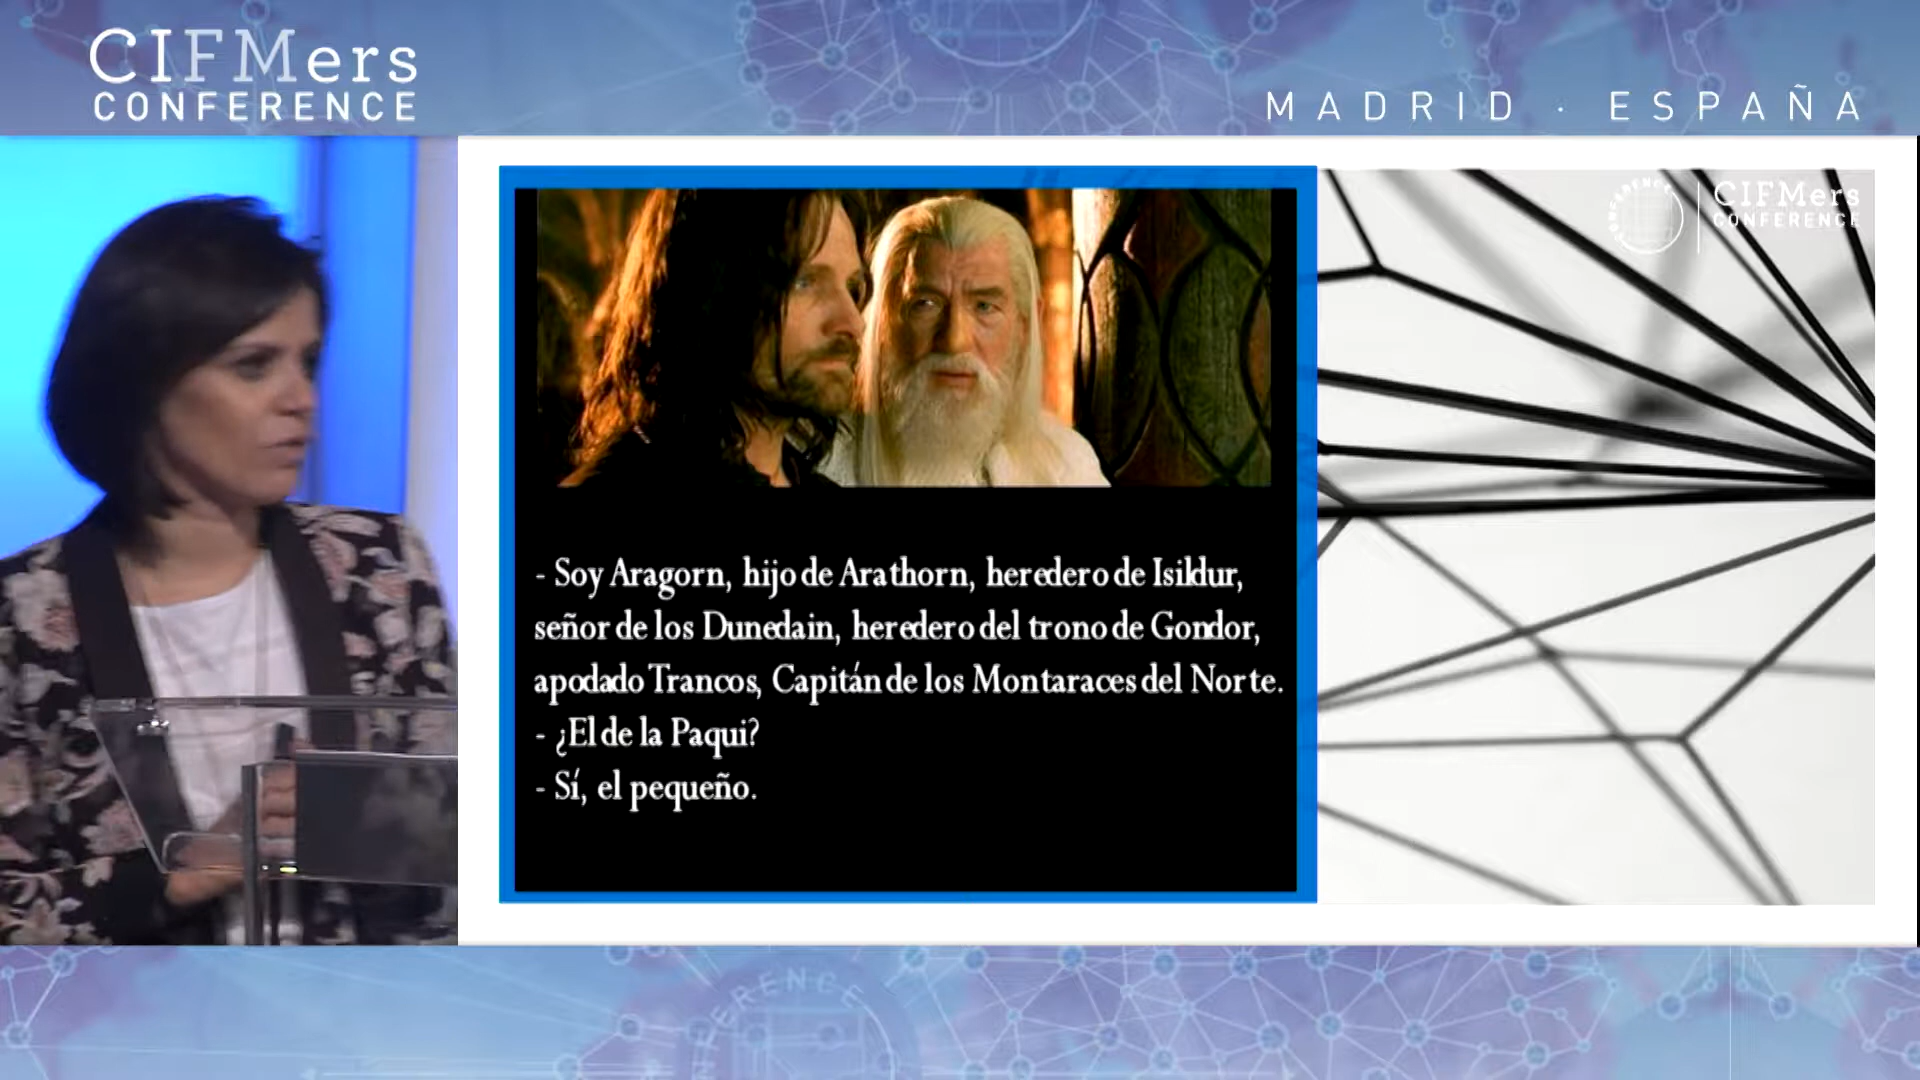 CIFMers
CONFERENCE
MADRID · ESPAÑA
CIFMers
CONFERENCE
CONFERENCE
- Soy Aragorn, hijo de Arathorn, heredero de Isildur,
señor de los Dunedain, heredero del trono de Gondor,
apodado Trancos, Capitán de los Montaraces del Norte.
- ¿El de la Paqui?
- Sí, el pequeño.